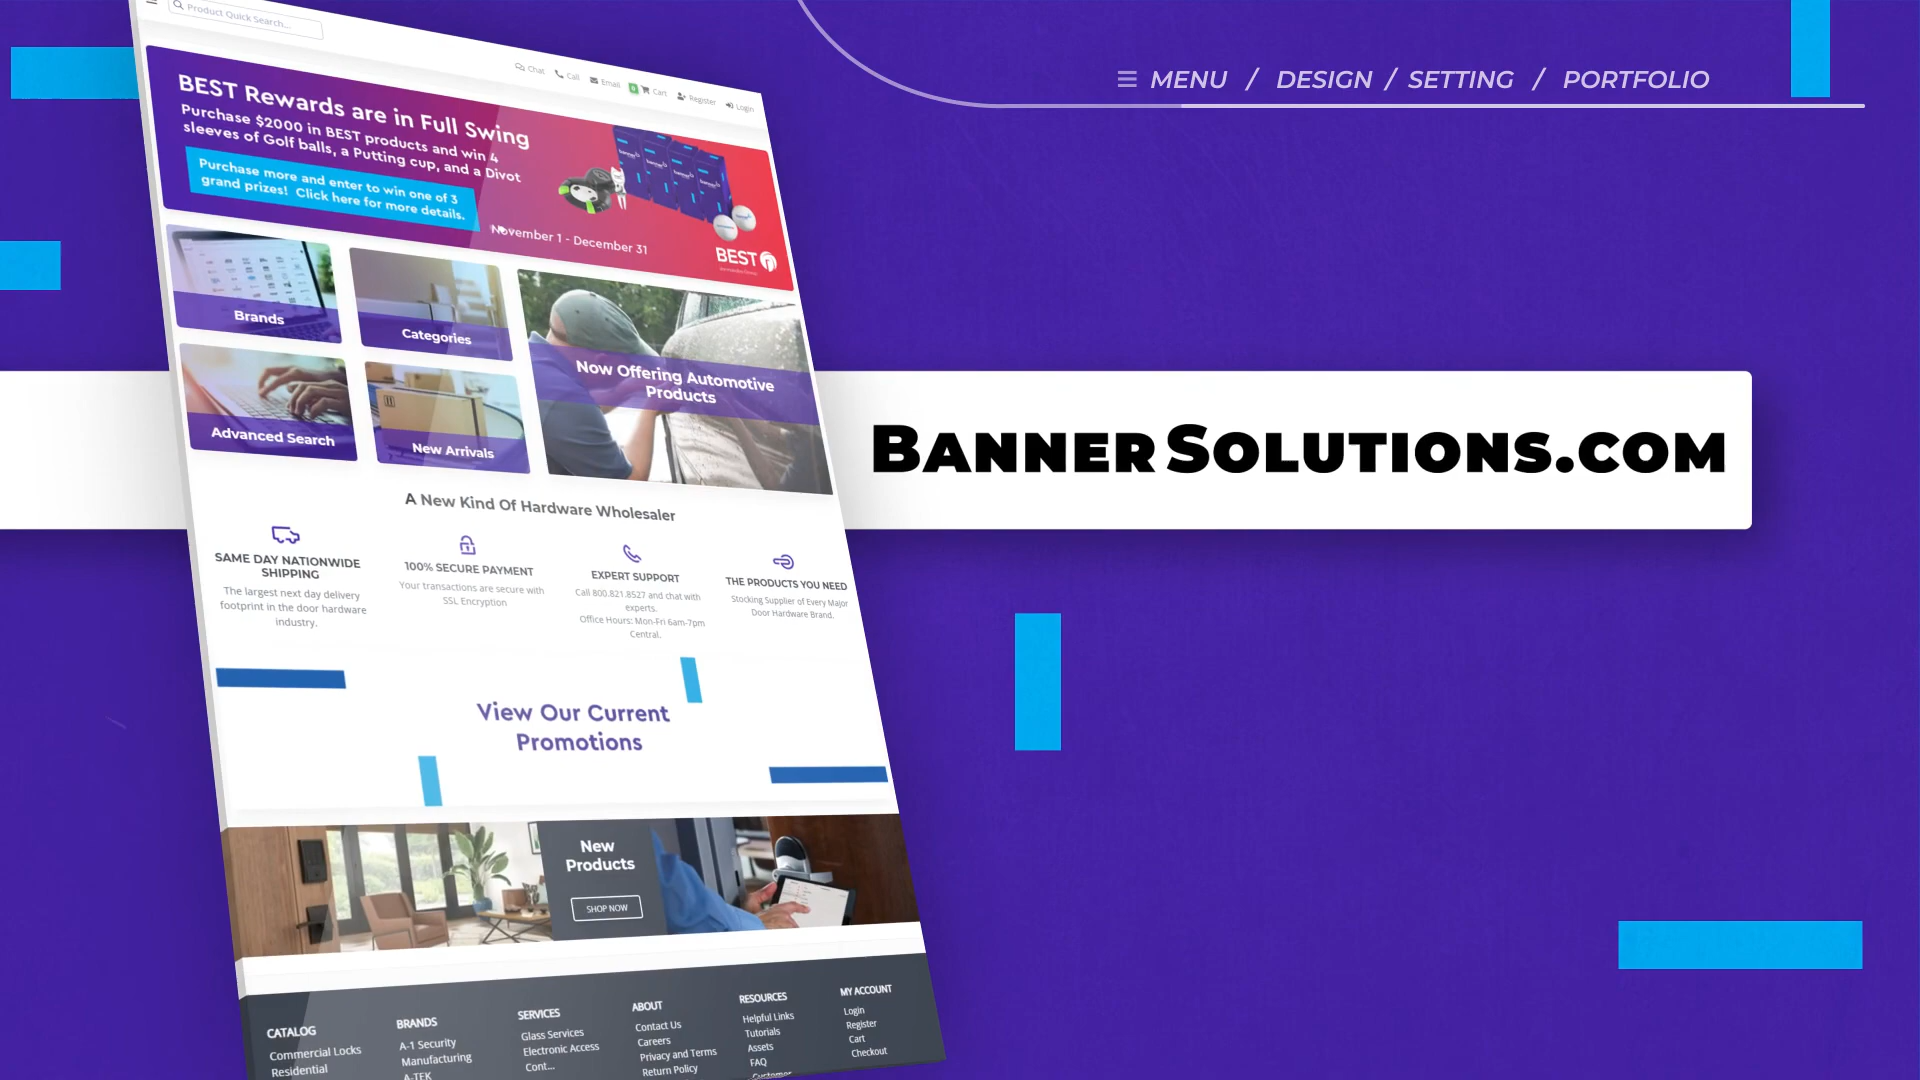 Product Quick Search...
Chat Call Email 0 Cart Register Login
MENU / DESIGN / SETTING / PORTFOLIO
BEST Rewards are in Full Swing
Purchase $2000 in BEST products and win 4
sleeves of Golf balls, a Putting cup, and a Divot
Purchase more and enter to win one of 3
grand prizes! Click here for more details.
November 1 - December 31
BEST
Brands
Categories
Now Offering Automotive
Products
Advanced Search
New Arrivals
BANNERSOLUTIONS.COM
A New Kind Of Hardware Wholesaler
SAME DAY NATIONWIDE
SHIPPING
The largest next day delivery
footprint in the door hardware
industry.
100% SECURE PAYMENT
Your transactions are secure with
SSL Encryption
EXPERT SUPPORT
Call 800.821.8527 and chat with
experts.
Office Hours: Mon-Fri 6am-7pm
Central.
THE PRODUCTS YOU NEED
Stocking Supplier of Every Major
Door Hardware Brand.
View Our Current
Promotions
New
Products
SHOP NOW
CATALOG
Commercial Locks
Residential
BRANDS
A-1 Security
Manufacturing
A-TEK
SERVICES
Glass Services
Electronic Access
Cont...
ABOUT
Contact Us
Careers
Privacy and Terms
Return Policy
RESOURCES
Helpful Links
Tutorials
Assets
FAQ
Customer
MY ACCOUNT
Login
Register
Cart
Checkout